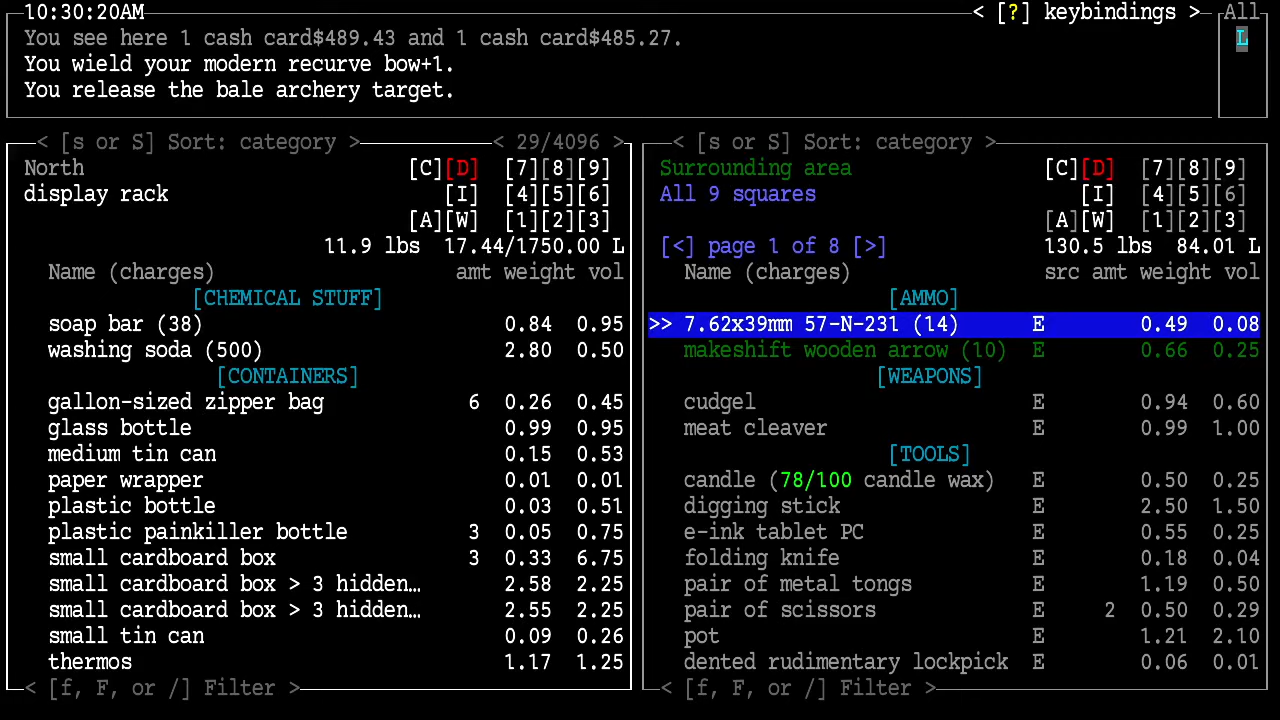 10:30:20AM < [?] keybindings > All
You see here 1 cash card$489.43 and 1 cash card$485.27. L
You wield your modern recurve bow+1.
You release the bale archery target.
< [s or S] Sort: category > < 29/4096 >
North [C][D] [7][8][9]
display rack [I] [4][5][6]
[A][W] [1][2][3]
11.9 lbs 17.44/1750.00 L
Name (charges) amt weight vol
[CHEMICAL STUFF]
soap bar (38) 0.84 0.95
washing soda (500) 2.80 0.50
[CONTAINERS]
gallon-sized zipper bag 6 0.26 0.45
glass bottle 0.99 0.95
medium tin can 0.15 0.53
paper wrapper 0.01 0.01
plastic bottle 0.03 0.51
plastic painkiller bottle 3 0.05 0.75
small cardboard box 3 0.33 6.75
small cardboard box > 3 hidden… 2.58 2.25
small cardboard box > 3 hidden… 2.55 2.25
small tin can 0.09 0.26
thermos 1.17 1.25
< [f, F, or /] Filter >
< [s or S] Sort: category >
Surrounding area [C][D] [7][8][9]
All 9 squares [I] [4][5][6]
[A][W] [1][2][3]
[<] page 1 of 8 [>] 130.5 lbs 84.01 L
Name (charges) src amt weight vol
[AMMO]
>> 7.62x39mm 57-N-231 (14) E 0.49 0.08
makeshift wooden arrow (10) E 0.66 0.25
[WEAPONS]
cudgel E 0.94 0.60
meat cleaver E 0.99 1.00
[TOOLS]
candle (78/100 candle wax) E 0.50 0.25
digging stick E 2.50 1.50
e-ink tablet PC E 0.55 0.25
folding knife E 0.18 0.04
pair of metal tongs E 1.19 0.50
pair of scissors E 2 0.50 0.29
pot E 1.21 2.10
dented rudimentary lockpick E 0.06 0.01
< [f, F, or /] Filter >